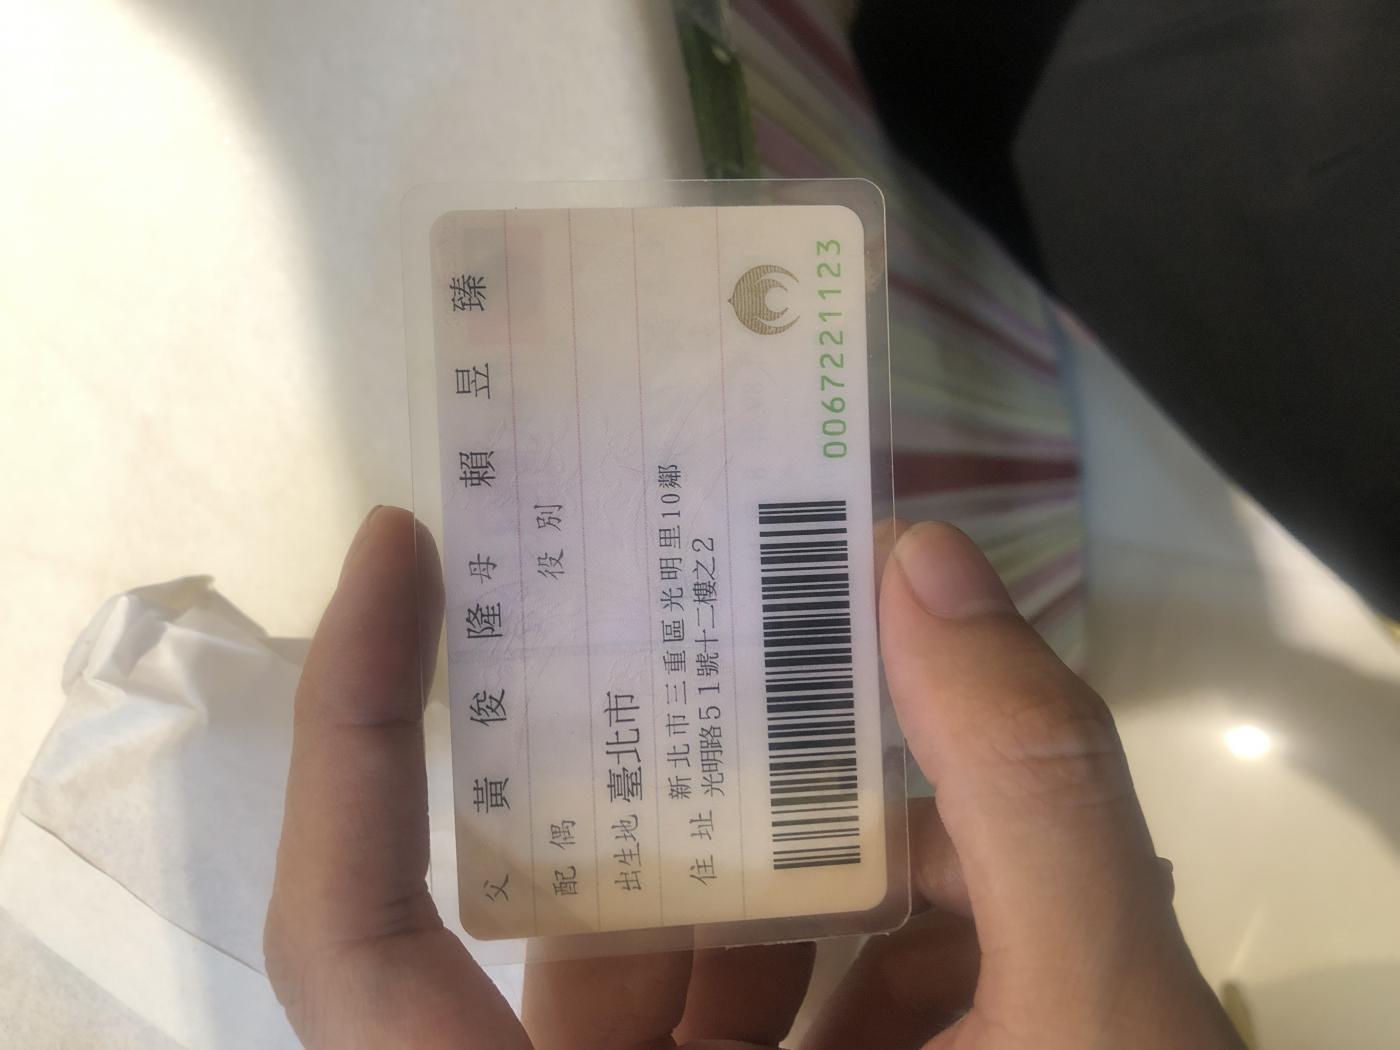 父 黃俊隆 母 賴昱臻
配偶 役別
出生地 臺北市
住址 新北市三重區光明里10鄰
光明路51號十二樓之2
0067221123